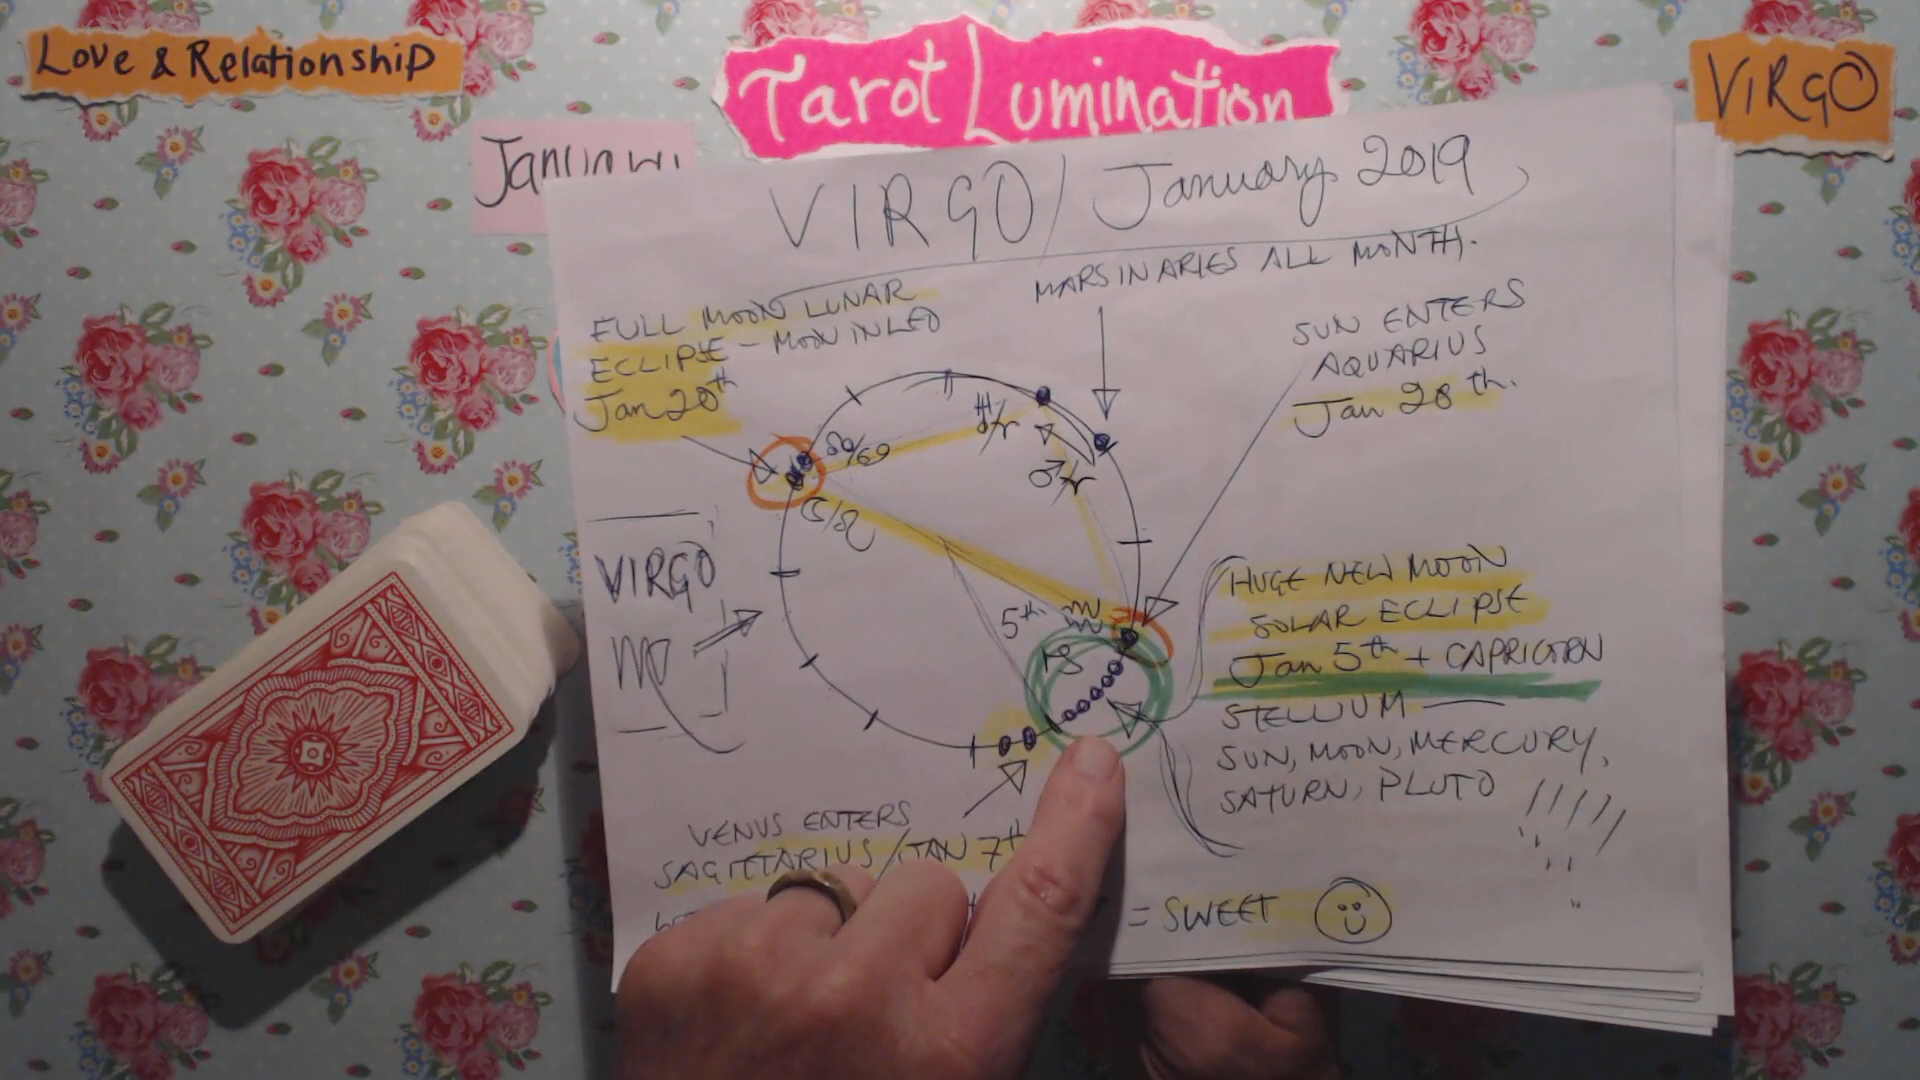 Love & Relationship
Tarot Lumination
VIRGO
VIRGO / January 2019
MARS IN ARIES ALL MONTH.
FULL MOON LUNAR
ECLIPSE - MOON IN LEO
Jan 20th
SUN ENTERS
AQUARIUS
Jan 20th.
VIRGO
♍
5th
HUGE NEW MOON
SOLAR ECLIPSE
Jan 5th + CAPRICORN
STELLIUM
SUN, MOON, MERCURY,
SATURN, PLUTO
VENUS ENTERS
SAGITTARIUS / JAN 7th
= SWEET